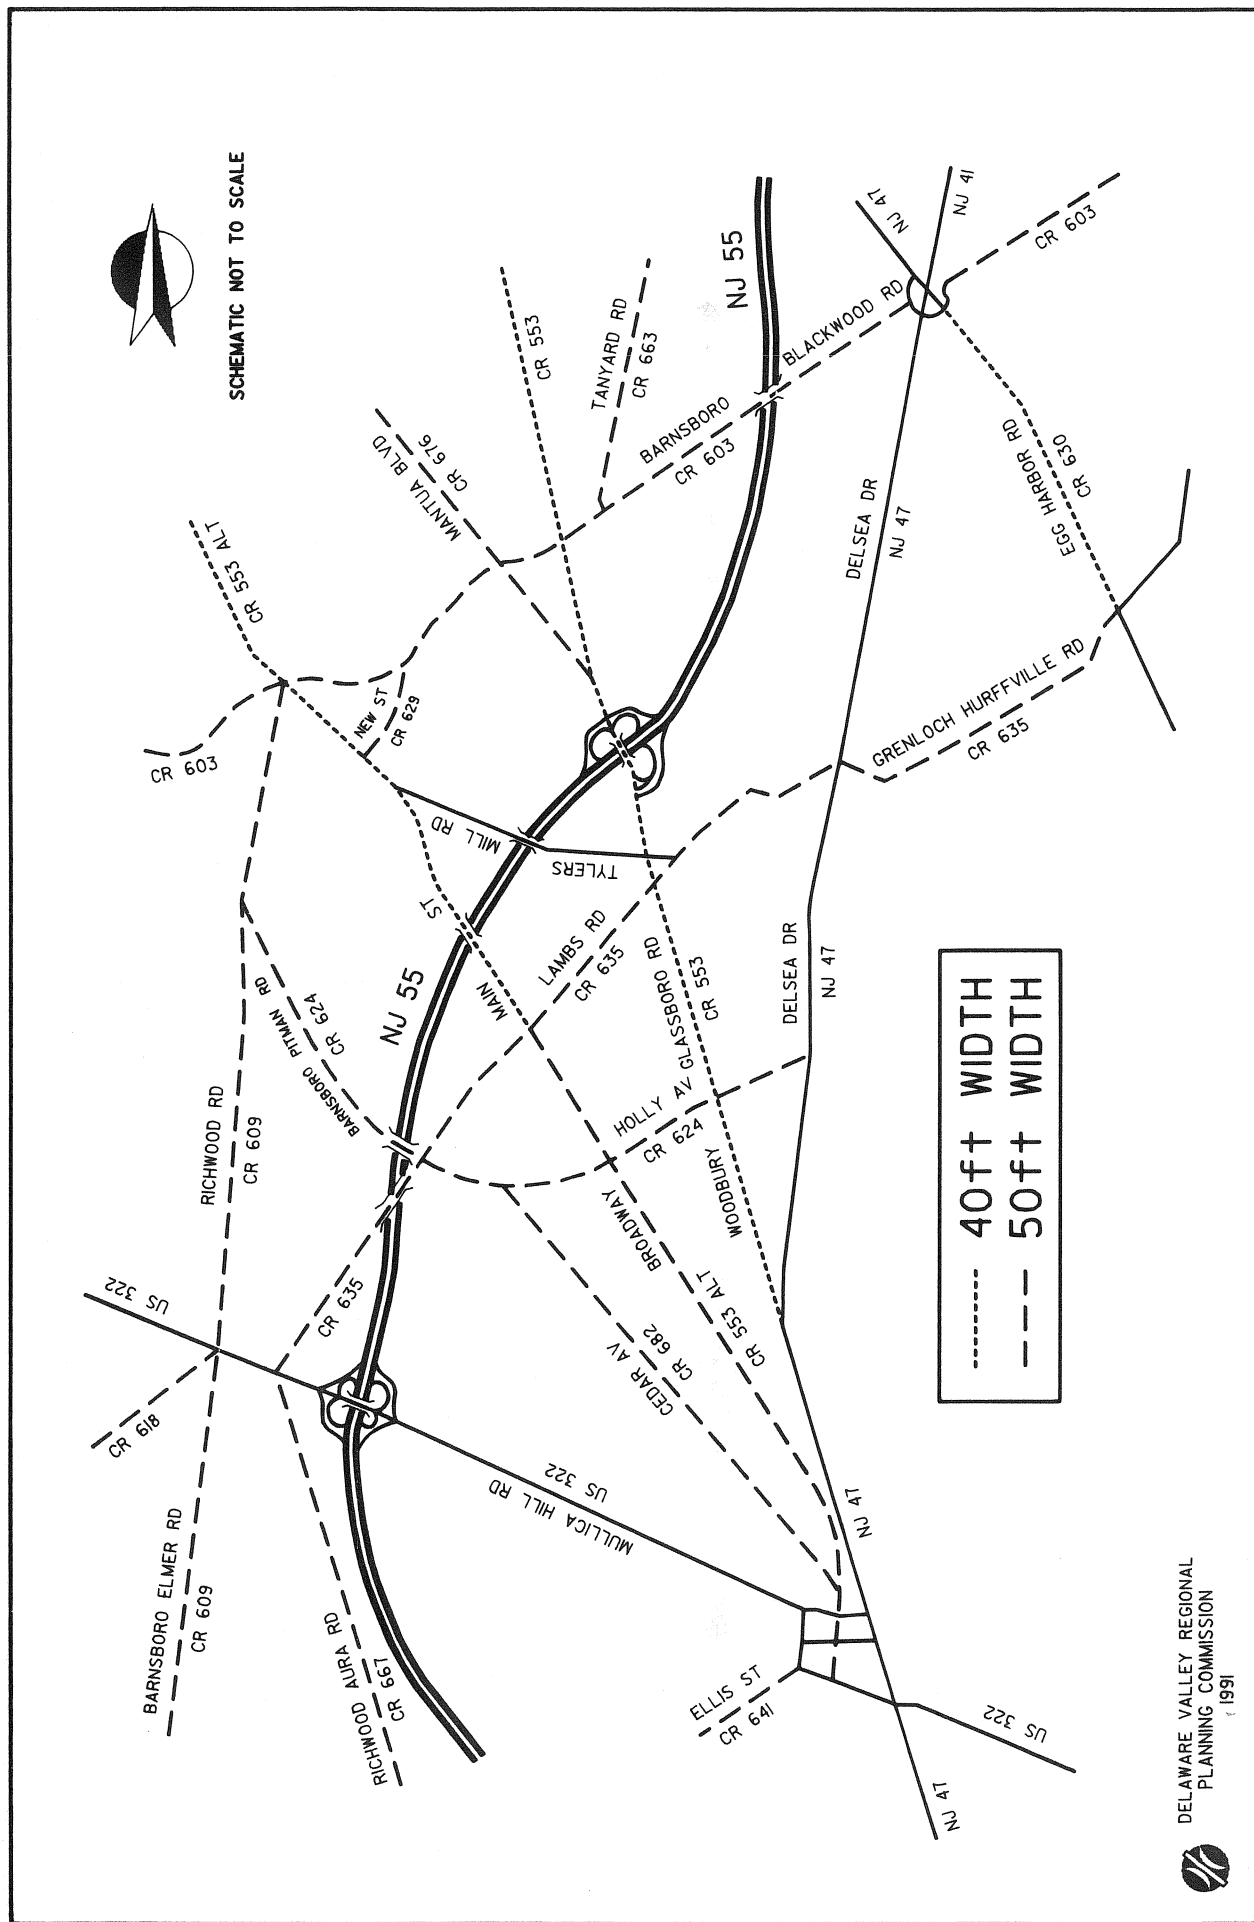 SCHEMATIC NOT TO SCALE
CR 603
CR 553 ALT
NEW ST
CR 629
MANTUA BLVD
CR 676
CR 553
TANYARD RD
CR 663
NJ 55
BARNSBORO
BLACKWOOD RD
CR 603
NJ 47
NJ 41
CR 603
DELSEA DR
NJ 47
EGG HARBOR RD
CR 630
GRENLOCH HURFFVILLE RD
CR 635
TYLERS
MILL RD
MAIN
ST
LAMBS RD
CR 635
NJ 55
BARNSBORO PITMAN
RD
CR 624
RICHWOOD RD
CR 609
HOLLY AV
CR 624
WOODBURY
GLASSBORO RD
CR 553
DELSEA DR
NJ 47
BROADWAY
CR 553 ALT
CEDAR AV
CR 682
CR 635
US 322
CR 618
BARNSBORO ELMER RD
CR 609
RICHWOOD AURA RD
CR 667
MULLICA HILL RD
US 322
NJ 47
ELLIS ST
CR 641
US 322
NJ 47
40ft WIDTH
50ft WIDTH
DELAWARE VALLEY REGIONAL
PLANNING COMMISSION
1991